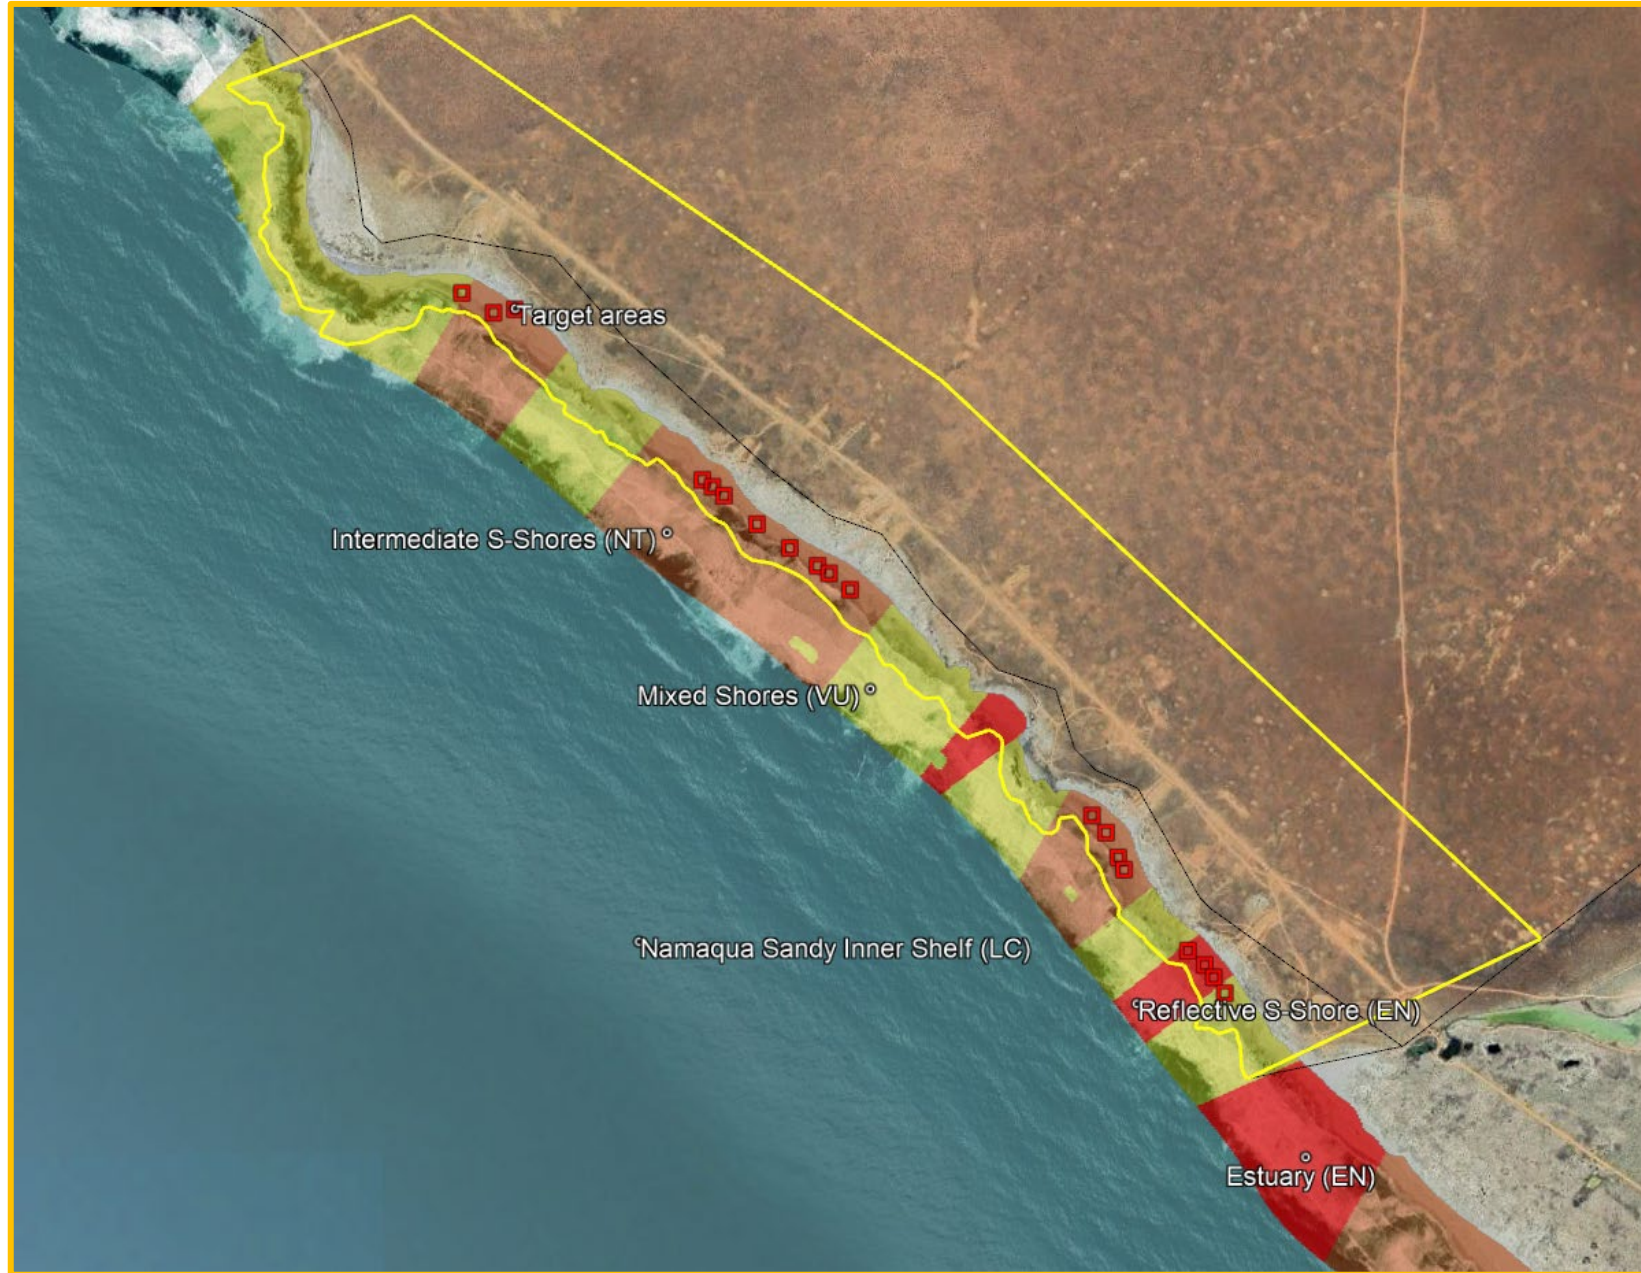 Target areas
Intermediate S-Shores (NT)
Mixed Shores (VU)
Namaqua Sandy Inner Shelf (LC)
Reflective S-Shore (EN)
Estuary (EN)